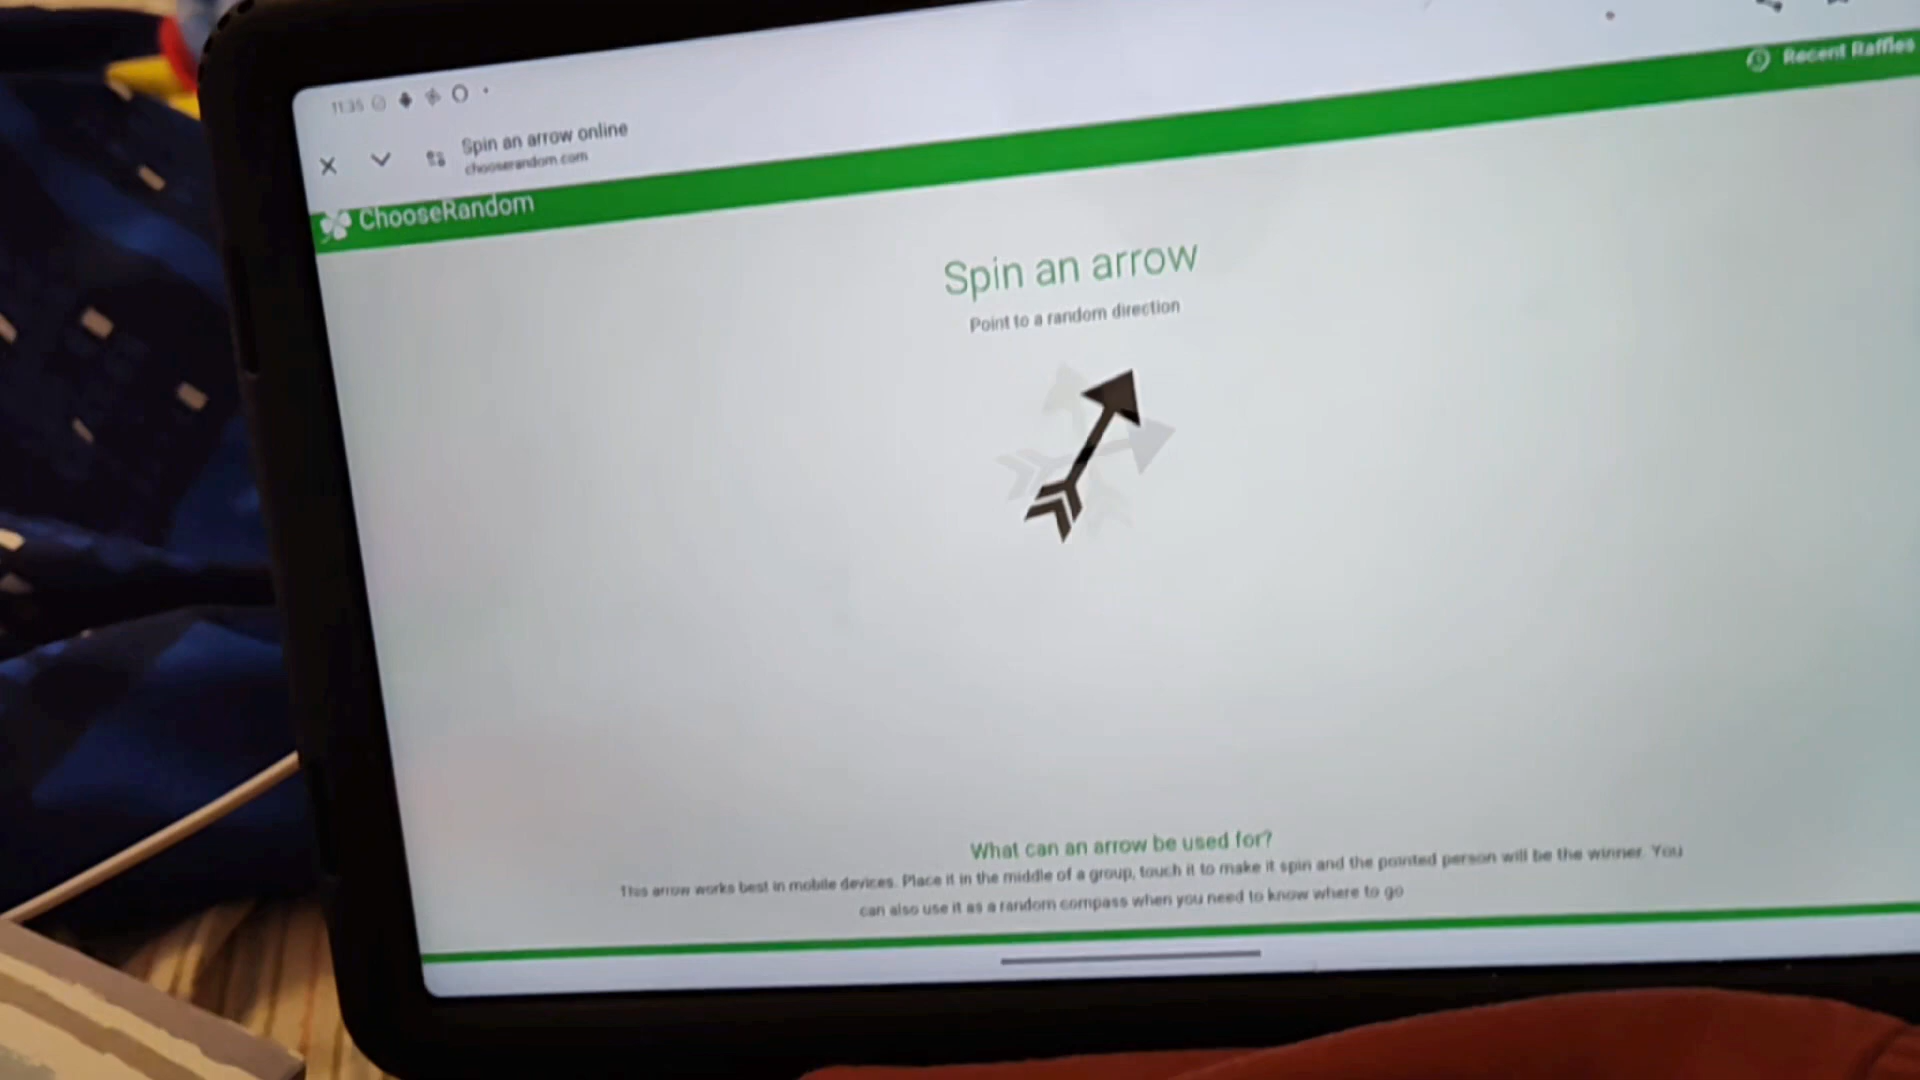 11:35
Spin an arrow online
chooserandom.com
Recent Raffles
ChooseRandom
Spin an arrow
Point to a random direction
What can an arrow be used for?
This arrow works best in mobile devices. Place it in the middle of a group, touch it to make it spin and the pointed person will be the winner. You
can also use it as a random compass when you need to know where to go